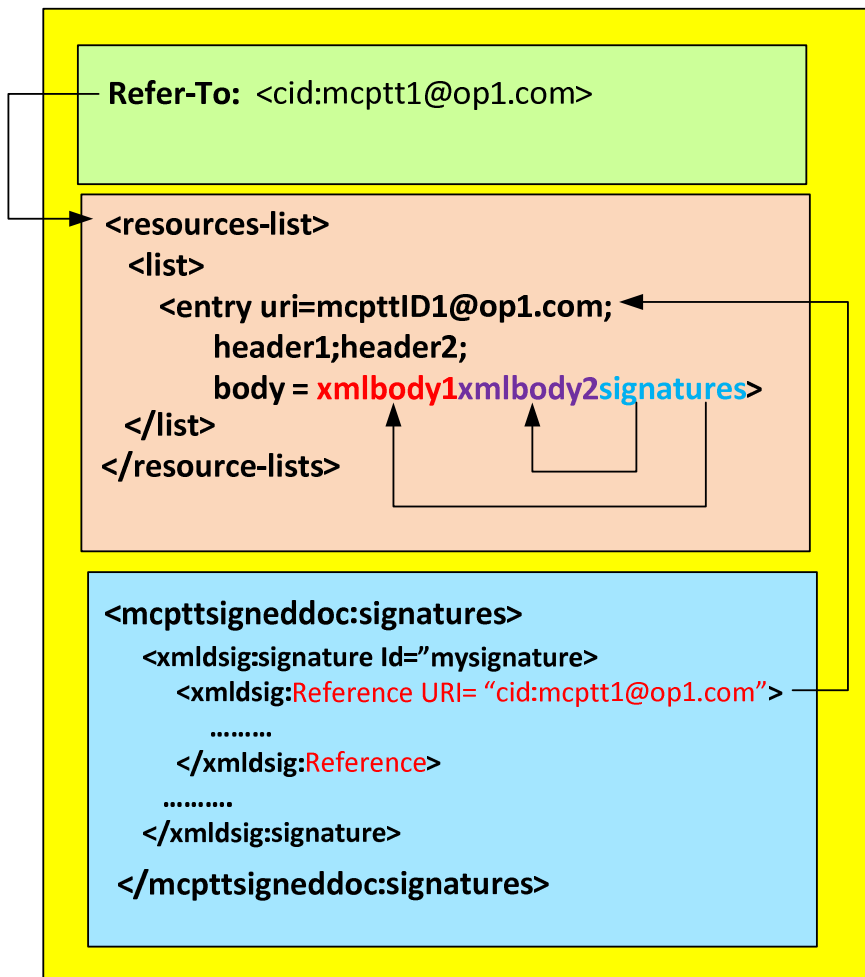 Refer-To: <cid:mcptt1@op1.com>
<resources-list>
<list>
<entry uri=mcpttID1@op1.com;
header1;header2;
body = xmlbody1xmlbody2signatures>
</list>
</resource-lists>
<mcpttsigneddoc:signatures>
<xmldsig:signature Id=”mysignature>
<xmldsig:Reference URI= “cid:mcptt1@op1.com”>
.........
</xmldsig:Reference>
..........
</xmldsig:signature>
</mcpttsigneddoc:signatures>